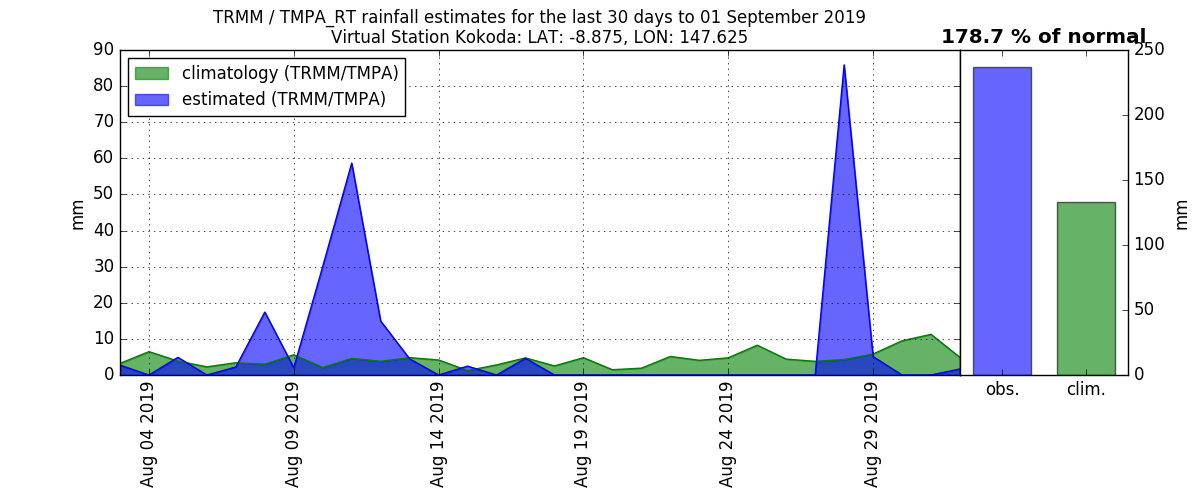 TRMM / TMPA_RT rainfall estimates for the last 30 days to 01 September 2019
Virtual Station Kokoda: LAT: -8.875, LON: 147.625
178.7 % of normal
climatology (TRMM/TMPA)
estimated (TRMM/TMPA)
90
80
70
60
50
40
30
20
10
0
mm
Aug 04 2019
Aug 09 2019
Aug 14 2019
Aug 19 2019
Aug 24 2019
Aug 29 2019
250
200
150
100
50
0
mm
obs.
clim.